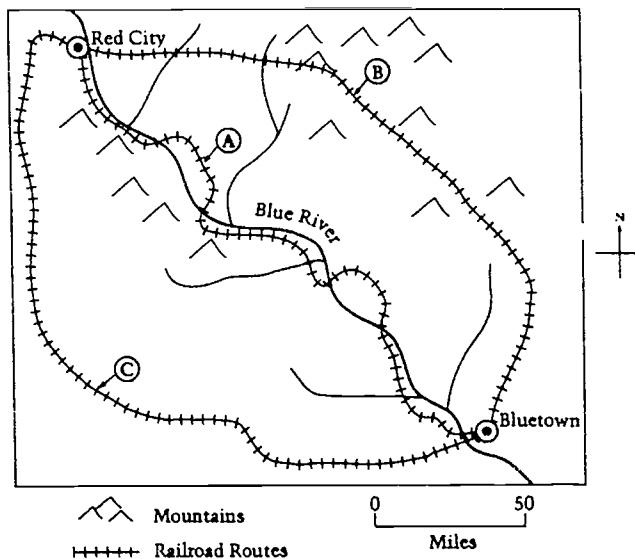 Red City
B
A
Blue River
z
C
Bluetown
0 50
Mountains
Miles
Railroad Routes